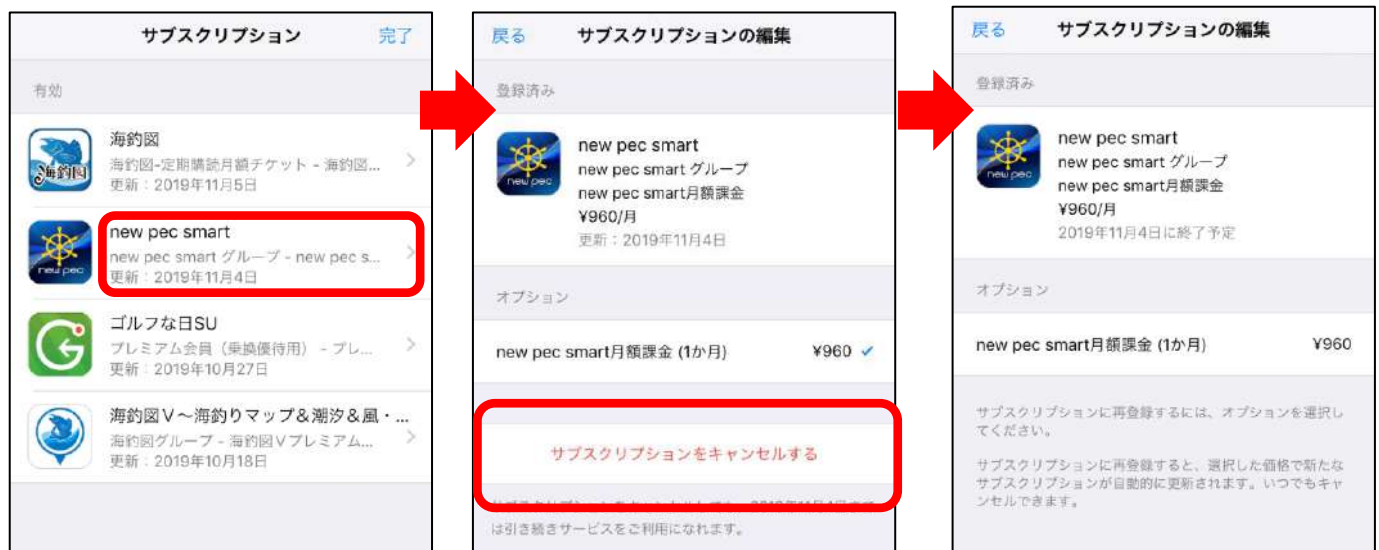 サブスクリプション 完了
有効
海釣図
海釣図
海釣図-定期購読月額チケット - 海釣図...
更新：2019年11月5日
new pec
new pec smart
new pec smart グループ - new pec s...
更新：2019年11月4日
ゴルフな日SU
プレミアム会員（乗換優待用） - プレ...
更新：2019年10月27日
海釣図Ｖ～海釣りマップ＆潮汐＆風・...
海釣図グループ - 海釣図Ｖプレミアム...
更新：2019年10月18日
戻る サブスクリプションの編集
登録済み
new pec
new pec smart
new pec smart グループ
new pec smart月額課金
¥960/月
更新：2019年11月4日
オプション
new pec smart月額課金 (1か月) ¥960
サブスクリプションをキャンセルする
は引き続きサービスをご利用になれます。
戻る サブスクリプションの編集
登録済み
new pec
new pec smart
new pec smart グループ
new pec smart月額課金
¥960/月
2019年11月4日に終了予定
オプション
new pec smart月額課金 (1か月) ¥960
サブスクリプションに再登録するには、オプションを選択し
てください。
サブスクリプションに再登録すると、選択した価格で新たな
サブスクリプションが自動的に更新されます。いつでもキャ
ンセルできます。